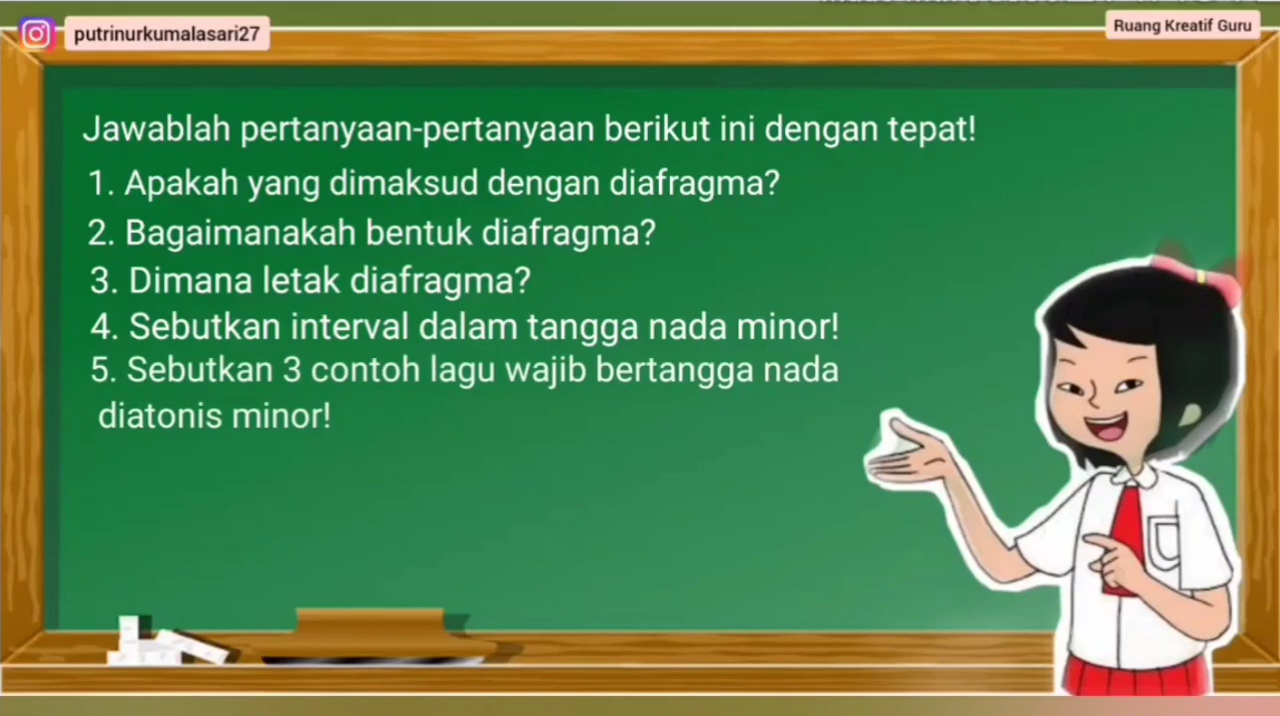 putrinurkumalasari27
Ruang Kreatif Guru
Jawablah pertanyaan-pertanyaan berikut ini dengan tepat!
1. Apakah yang dimaksud dengan diafragma?
2. Bagaimanakah bentuk diafragma?
3. Dimana letak diafragma?
4. Sebutkan interval dalam tangga nada minor!
5. Sebutkan 3 contoh lagu wajib bertangga nada
diatonis minor!